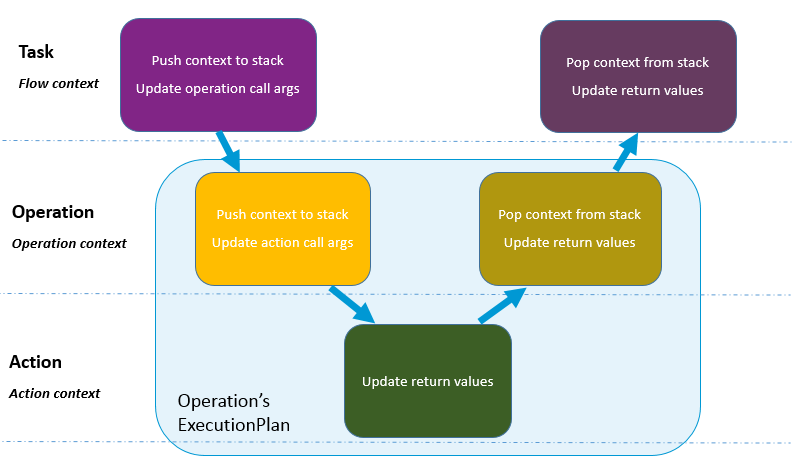 Task
Flow context
Push context to stack
Update operation call args
Pop context from stack
Update return values
Operation
Operation context
Push context to stack
Update action call args
Pop context from stack
Update return values
Action
Action context
Update return values
Operation's
ExecutionPlan